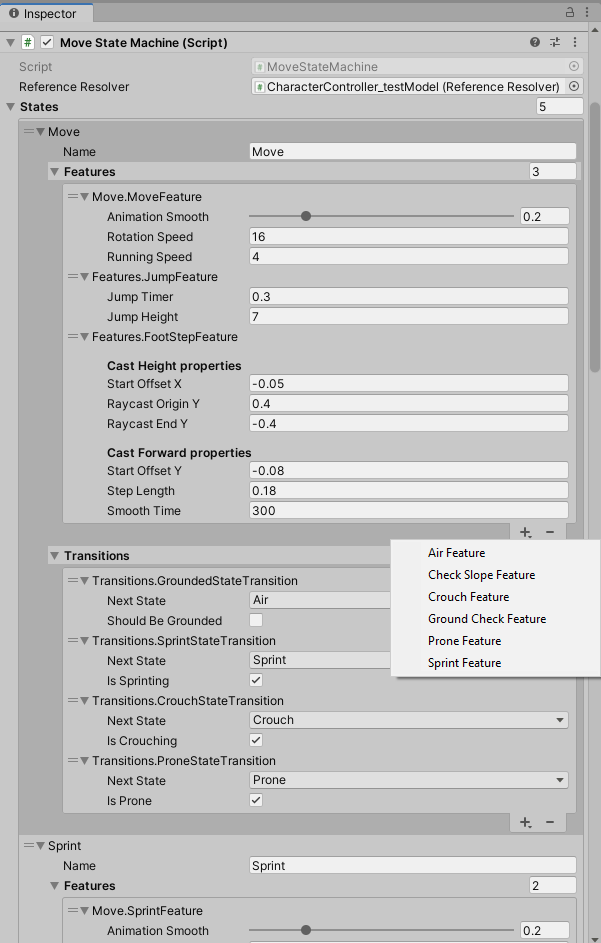 Inspector
# Move State Machine (Script)
Script # MoveStateMachine
Reference Resolver # CharacterController_testModel (Reference Resolver)
States 5
Move
Name Move
Features 3
Move.MoveFeature
Animation Smooth 0.2
Rotation Speed 16
Running Speed 4
Features.JumpFeature
Jump Timer 0.3
Jump Height 7
Features.FootStepFeature
Cast Height properties
Start Offset X -0.05
Raycast Origin Y 0.4
Raycast End Y -0.4
Cast Forward properties
Start Offset Y -0.08
Step Length 0.18
Smooth Time 300
Air Feature
Check Slope Feature
Crouch Feature
Ground Check Feature
Prone Feature
Sprint Feature
Transitions
Transitions.GroundedStateTransition
Next State Air
Should Be Grounded
Transitions.SprintStateTransition
Next State Sprint
Is Sprinting
Transitions.CrouchStateTransition
Next State Crouch
Is Crouching
Transitions.ProneStateTransition
Next State Prone
Is Prone
Sprint
Name Sprint
Features 2
Move.SprintFeature
Animation Smooth 0.2